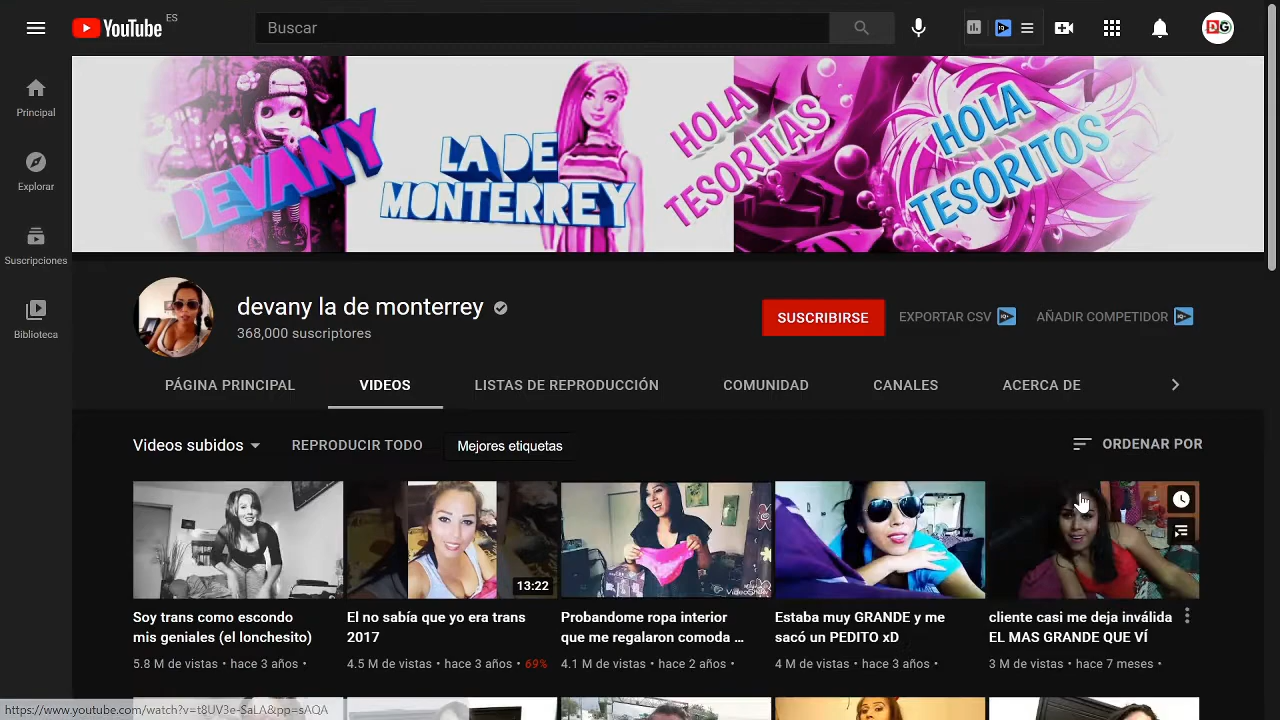 YouTube ES
Buscar
DG
Principal
Explorar
Suscripciones
Biblioteca
DEVANY
LA DE
MONTERREY
HOLA
TESORITAS
HOLA
TESORITOS
devany la de monterrey
368,000 suscriptores
SUSCRIBIRSE
EXPORTAR CSV
AÑADIR COMPETIDOR
PÁGINA PRINCIPAL
VIDEOS
LISTAS DE REPRODUCCIÓN
COMUNIDAD
CANALES
ACERCA DE
Videos subidos
REPRODUCIR TODO
Mejores etiquetas
ORDENAR POR
13:22
VideoShow
Soy trans como escondo
mis geniales (el lonchesito)
5.8 M de vistas • hace 3 años •
El no sabía que yo era trans
2017
4.5 M de vistas • hace 3 años • 69%
Probandome ropa interior
que me regalaron comoda ...
4.1 M de vistas • hace 2 años •
Estaba muy GRANDE y me
sacó un PEDITO xD
4 M de vistas • hace 3 años •
cliente casi me deja inválida
EL MAS GRANDE QUE VÍ
3 M de vistas • hace 7 meses •
https://www.youtube.com/watch?v=t8UV3e-SaLA&pp=sAQA